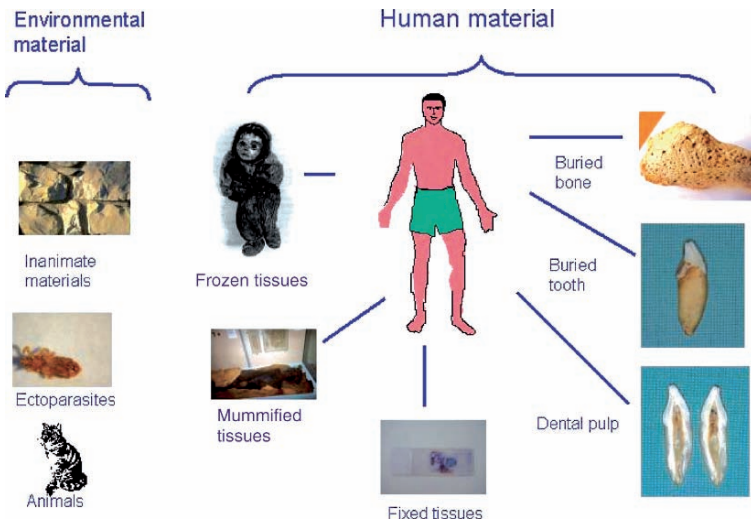 Environmental
material
Human material
Inanimate
materials
Ectoparasites
Animals
Frozen tissues
Mummified
tissues
Fixed tissues
Buried
bone
Buried
tooth
Dental pulp